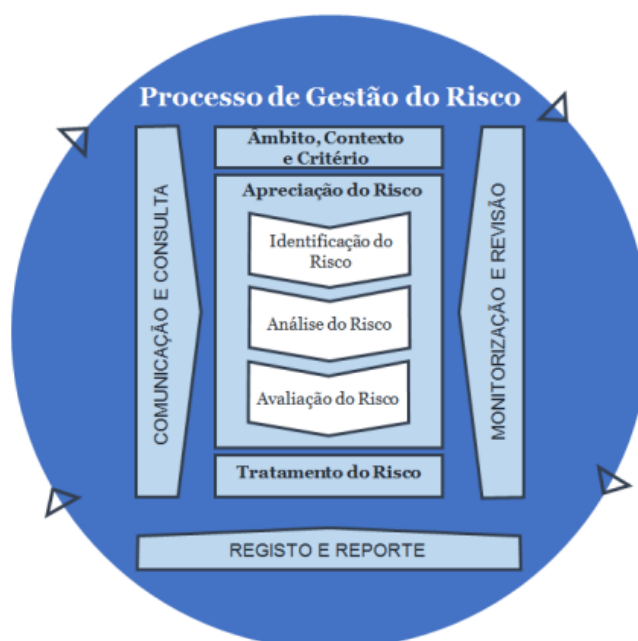 Processo de Gestão do Risco
Âmbito, Contexto
e Critério
Apreciação do Risco
Identificação do
Risco
Análise do Risco
Avaliação do Risco
Tratamento do Risco
COMUNICAÇÃO E CONSULTA
MONITORIZAÇÃO E REVISÃO
REGISTO E REPORTE